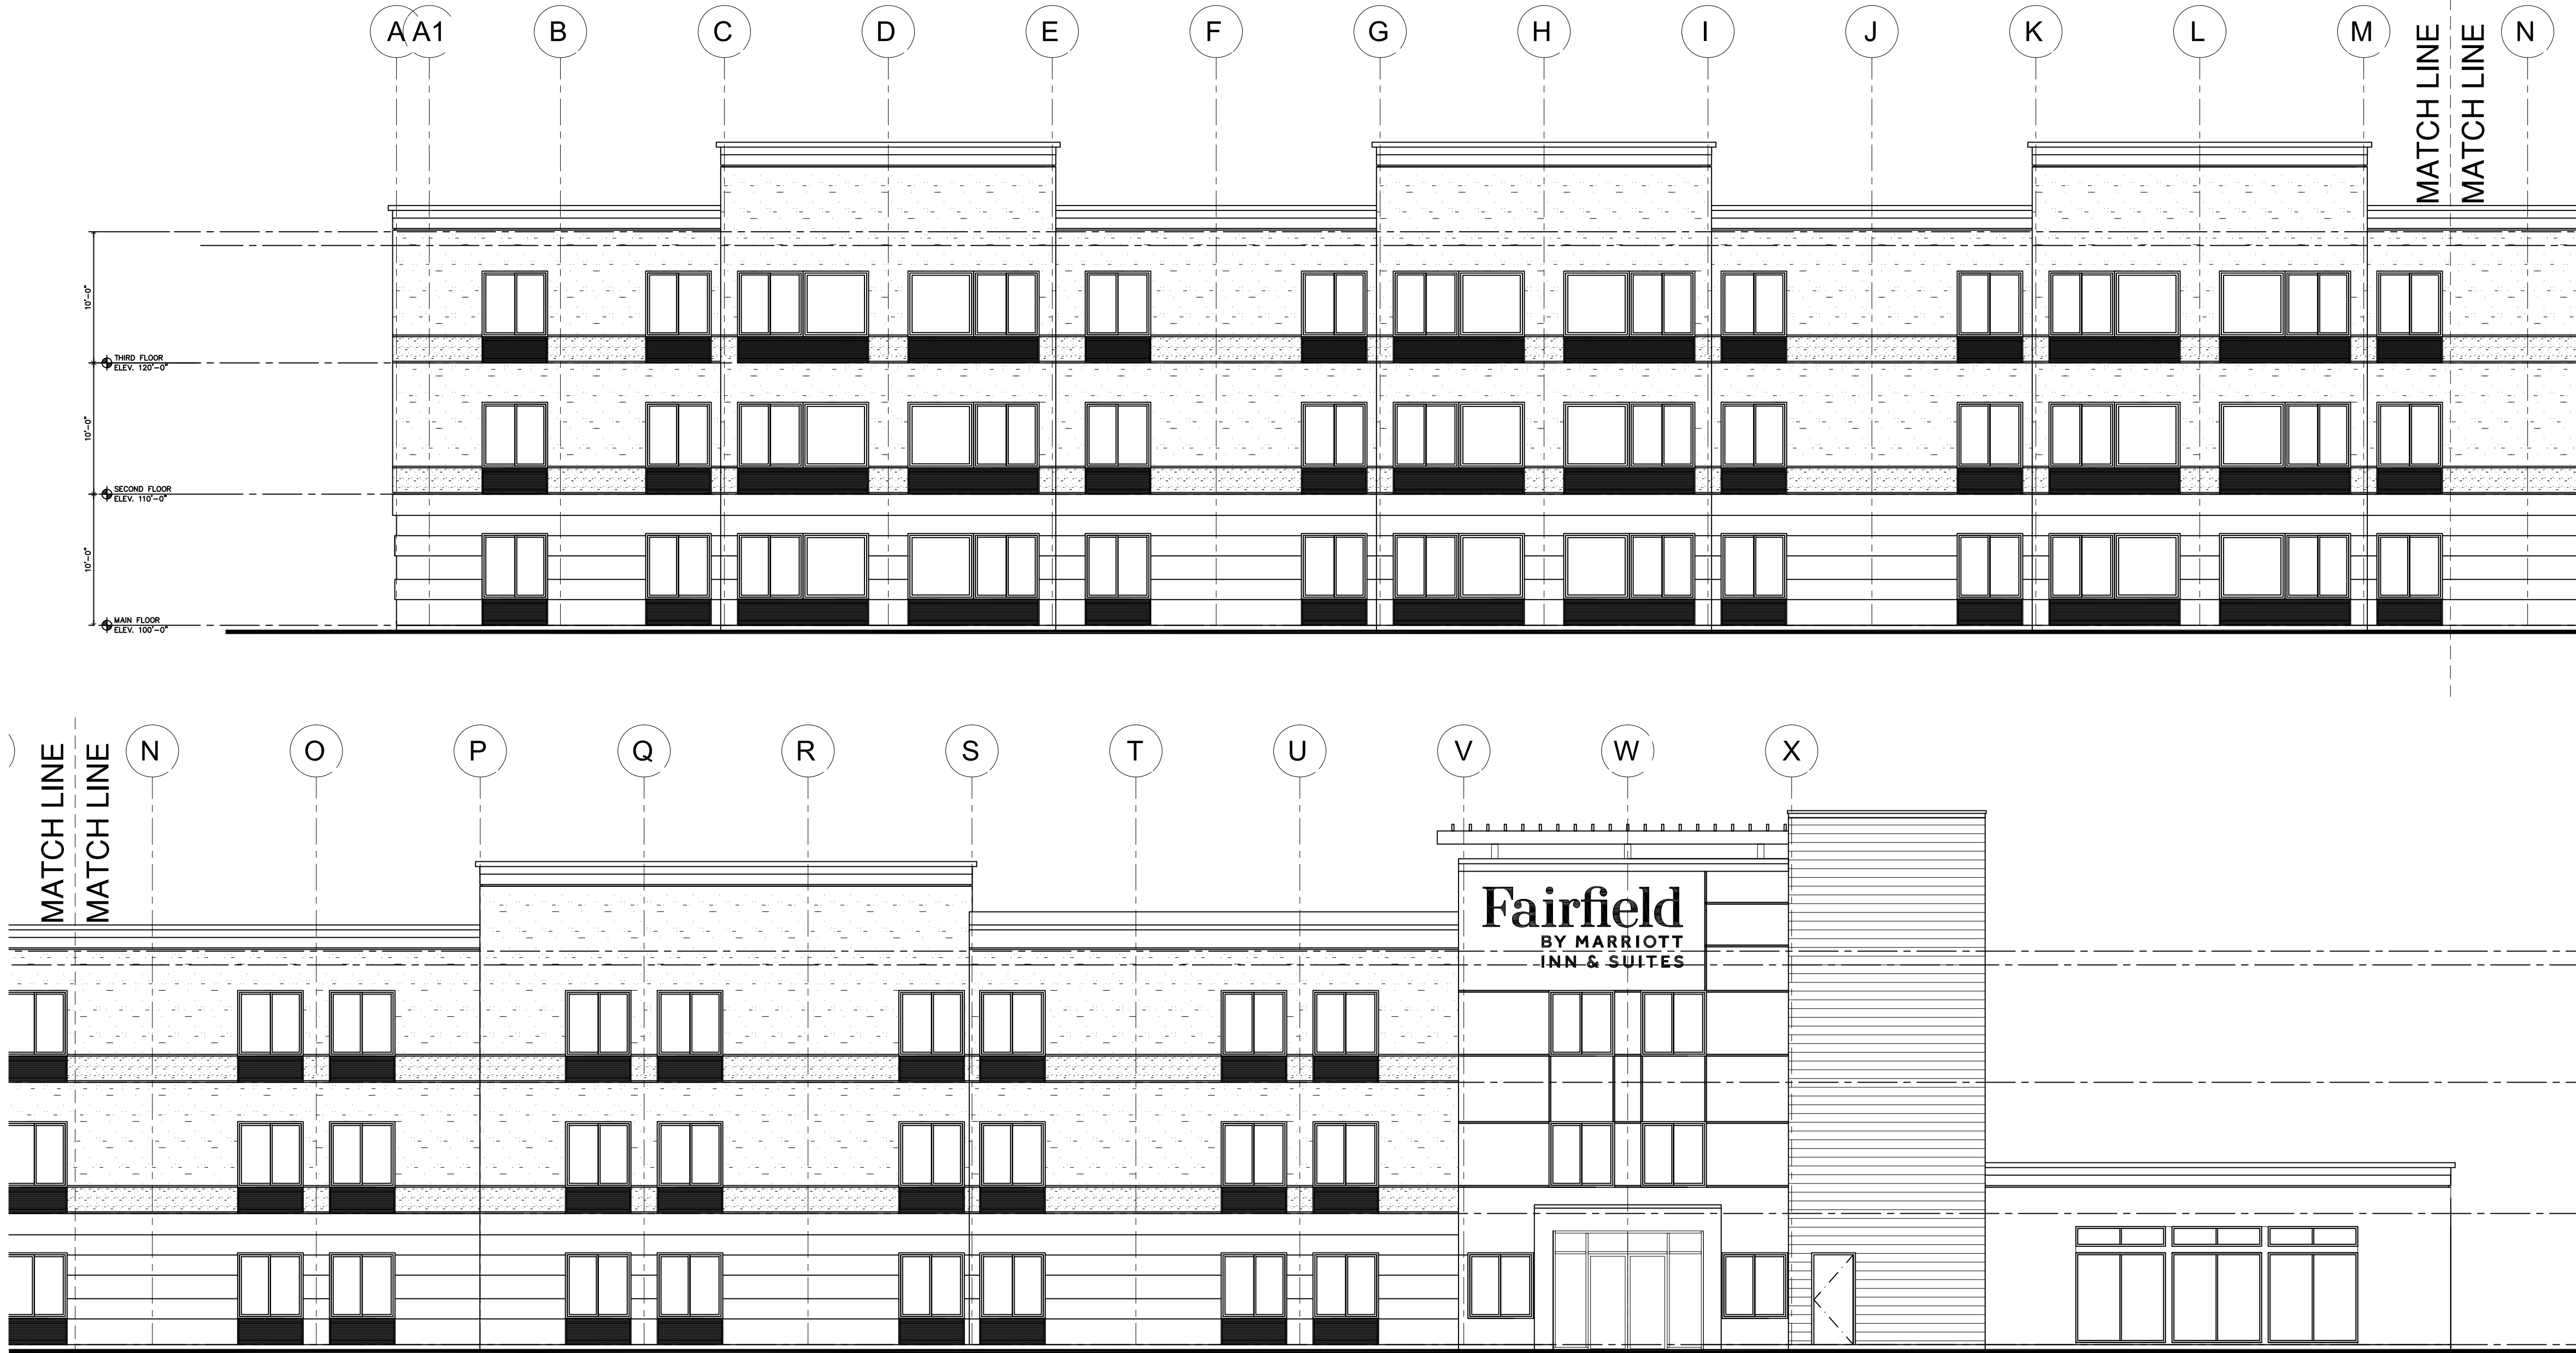 A A1 B C D E F G H I J K L M N
MATCH LINE
MATCH LINE
10'-0"
THIRD FLOOR
ELEV. 120'-0"
10'-0"
SECOND FLOOR
ELEV. 110'-0"
10'-0"
MAIN FLOOR
ELEV. 100'-0"
MATCH LINE
MATCH LINE
N O P Q R S T U V W X
Fairfield
BY MARRIOTT
INN & SUITES